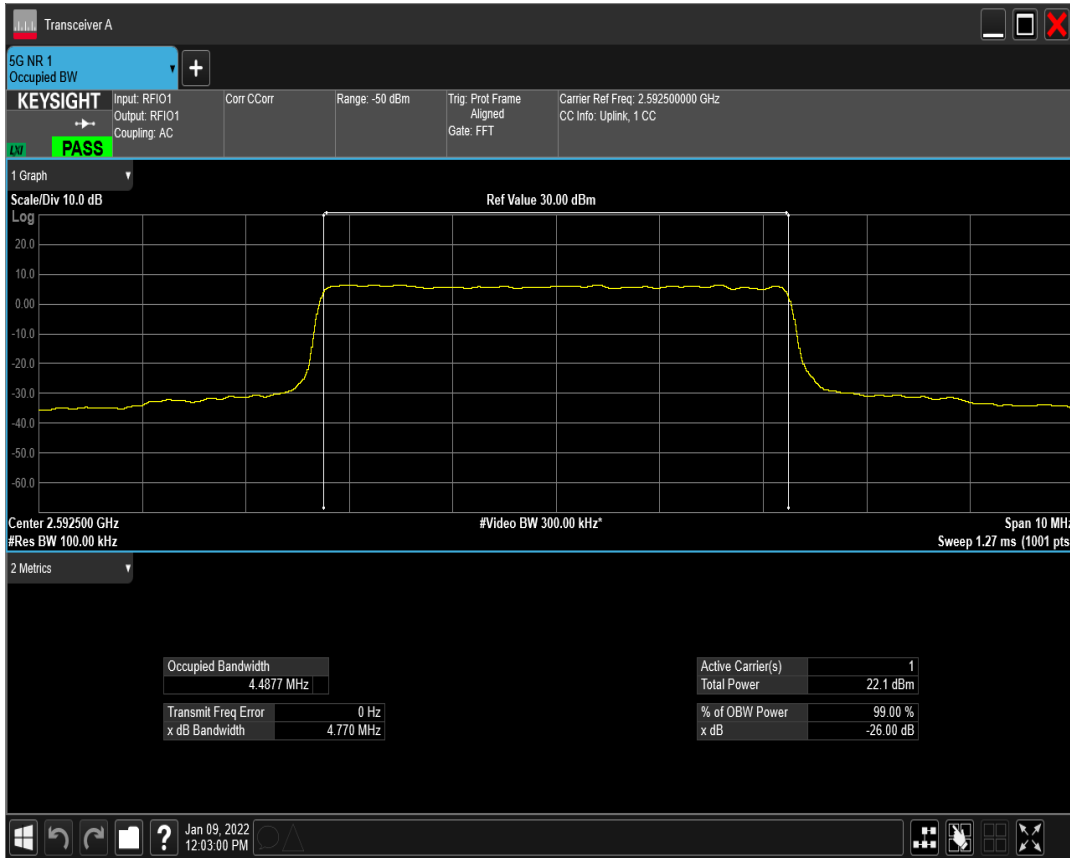 Transceiver A
5G NR 1
Occupied BW
KEYSIGHT
Input: RFIO1
Output: RFIO1
Coupling: AC
Corr CCorr
Range: -50 dBm
Trig: Prot Frame
Aligned
Gate: FFT
Carrier Ref Freq: 2.592500000 GHz
CC Info: Uplink, 1 CC
LXI
PASS
1 Graph
Scale/Div 10.0 dB
Ref Value 30.00 dBm
Log
20.0
10.0
0.00
-10.0
-20.0
-30.0
-40.0
-50.0
-60.0
Center 2.592500 GHz
#Video BW 300.00 kHz*
Span 10 MHz
#Res BW 100.00 kHz
Sweep 1.27 ms (1001 pts
2 Metrics
Occupied Bandwidth
4.4877 MHz
Transmit Freq Error 0 Hz
x dB Bandwidth 4.770 MHz
Active Carrier(s) 1
Total Power 22.1 dBm
% of OBW Power 99.00 %
x dB -26.00 dB
?
Jan 09, 2022
12:03:00 PM